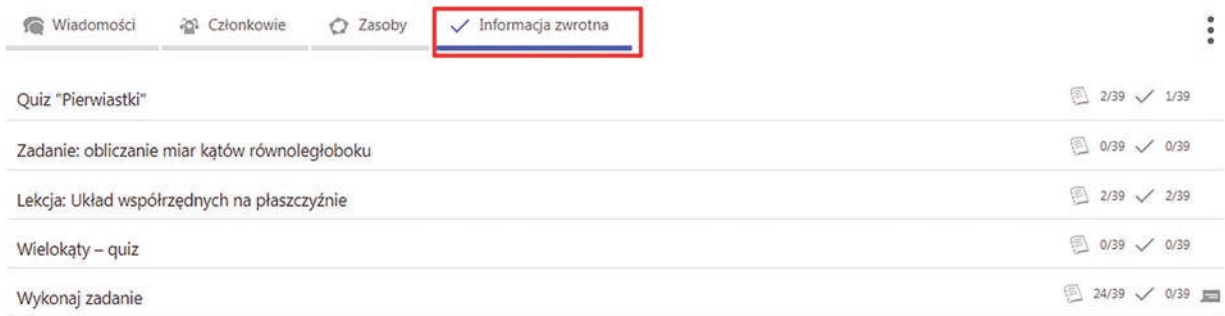 Wiadomości Członkowie Zasoby Informacja zwrotna
Quiz "Pierwiastki" 2/39 1/39
Zadanie: obliczanie miar kątów równoległoboku 0/39 0/39
Lekcja: Układ współrzędnych na płaszczyźnie 2/39 2/39
Wielokąty – quiz 0/39 0/39
Wykonaj zadanie 24/39 0/39